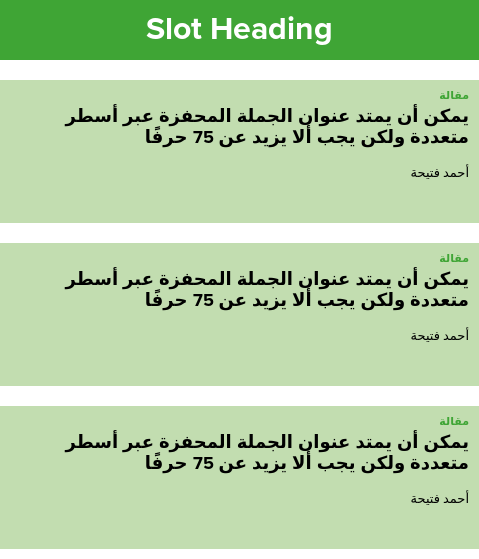 Slot Heading
مقالة
يمكن أن يمتد عنوان الجملة المحفزة عبر أسطر
متعددة ولكن يجب ألا يزيد عن 75 حرفًا
أحمد فتيحة
مقالة
يمكن أن يمتد عنوان الجملة المحفزة عبر أسطر
متعددة ولكن يجب ألا يزيد عن 75 حرفًا
أحمد فتيحة
مقالة
يمكن أن يمتد عنوان الجملة المحفزة عبر أسطر
متعددة ولكن يجب ألا يزيد عن 75 حرفًا
أحمد فتيحة